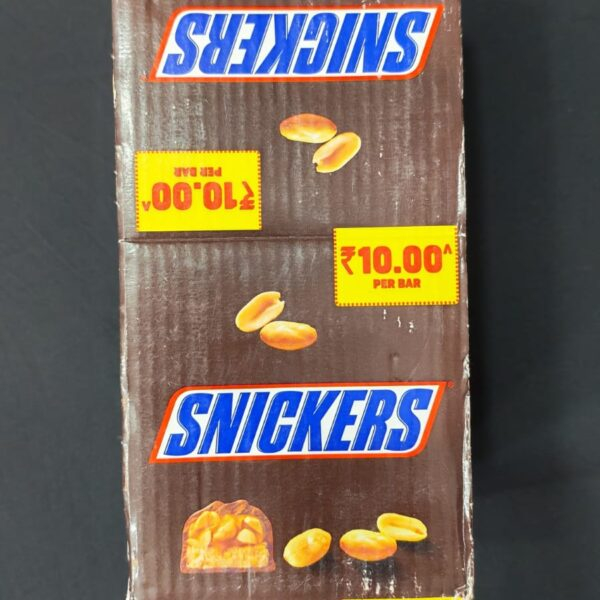 SNICKERS
₹10.00^
PER BAR
₹10.00^
PER BAR
SNICKERS®